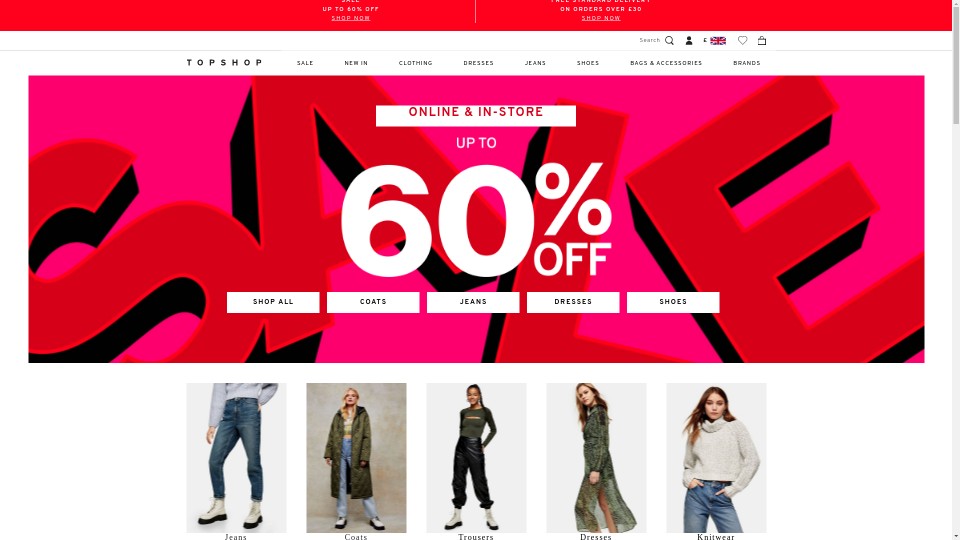 SALE
UP TO 60% OFF
SHOP NOW
FREE STANDARD DELIVERY
ON ORDERS OVER £30
SHOP NOW
Search
£
TOPSHOP
SALE
NEW IN
CLOTHING
DRESSES
JEANS
SHOES
BAGS & ACCESSORIES
BRANDS
SALE
ONLINE & IN-STORE
UP TO
60% OFF
SHOP ALL
COATS
JEANS
DRESSES
SHOES
Jeans
Coats
Trousers
Dresses
Knitwear